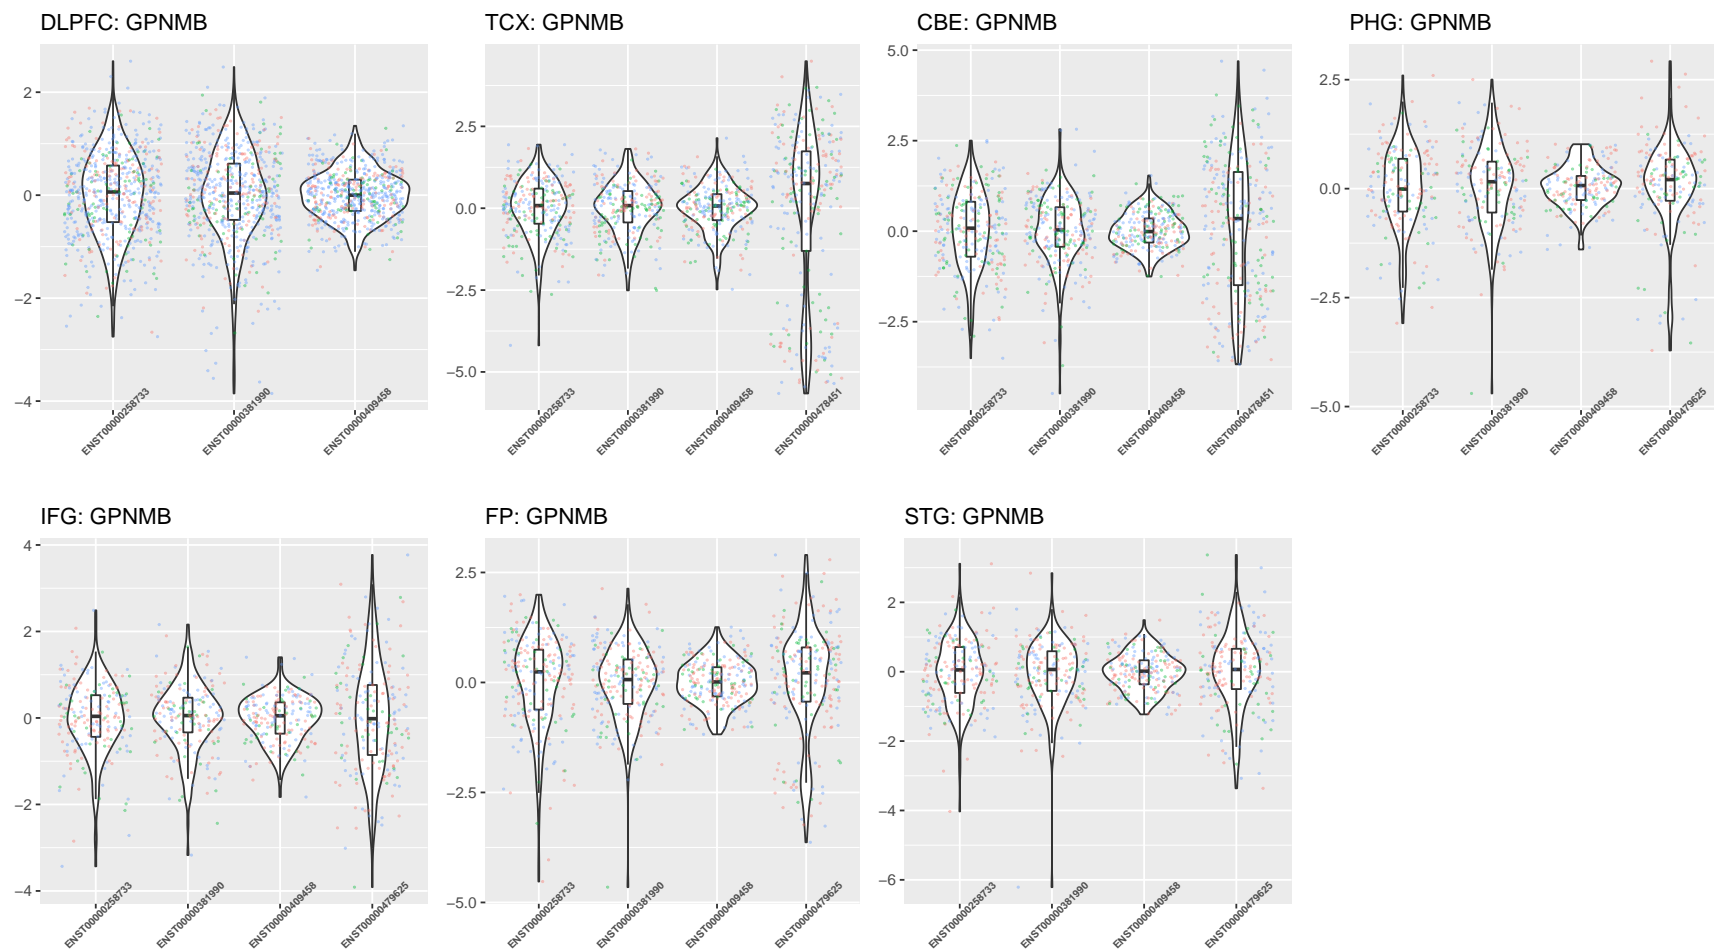 DLPFC: GPNMB
2
0
−2
−4
ENST00000258733
ENST00000381990
ENST00000409458
TCX: GPNMB
2.5
0.0
−2.5
−5.0
ENST00000258733
ENST00000381990
ENST00000409458
ENST00000478451
CBE: GPNMB
5.0
2.5
0.0
−2.5
ENST00000258733
ENST00000381990
ENST00000409458
ENST00000478451
PHG: GPNMB
2.5
0.0
−2.5
−5.0
ENST00000258733
ENST00000381990
ENST00000409458
ENST00000479625
IFG: GPNMB
4
2
0
−2
−4
ENST00000258733
ENST00000381990
ENST00000409458
ENST00000479625
FP: GPNMB
2.5
0.0
−2.5
−5.0
ENST00000258733
ENST00000381990
ENST00000409458
ENST00000479625
STG: GPNMB
2
0
−2
−4
−6
ENST00000258733
ENST00000381990
ENST00000409458
ENST00000479625